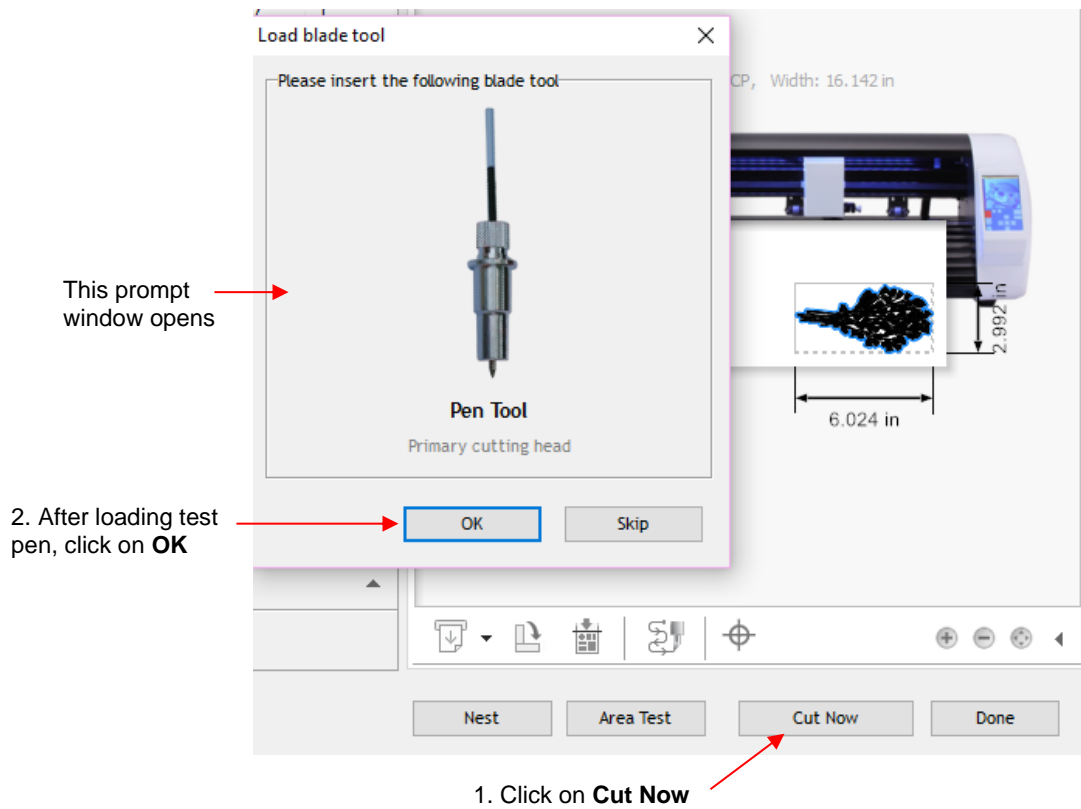 Load blade tool
Please insert the following blade tool
CP, Width: 16.142 in
This prompt
window opens
2.992 in
6.024 in
Pen Tool
Primary cutting head
2. After loading test
pen, click on OK
OK
Skip
Nest
Area Test
Cut Now
Done
1. Click on Cut Now